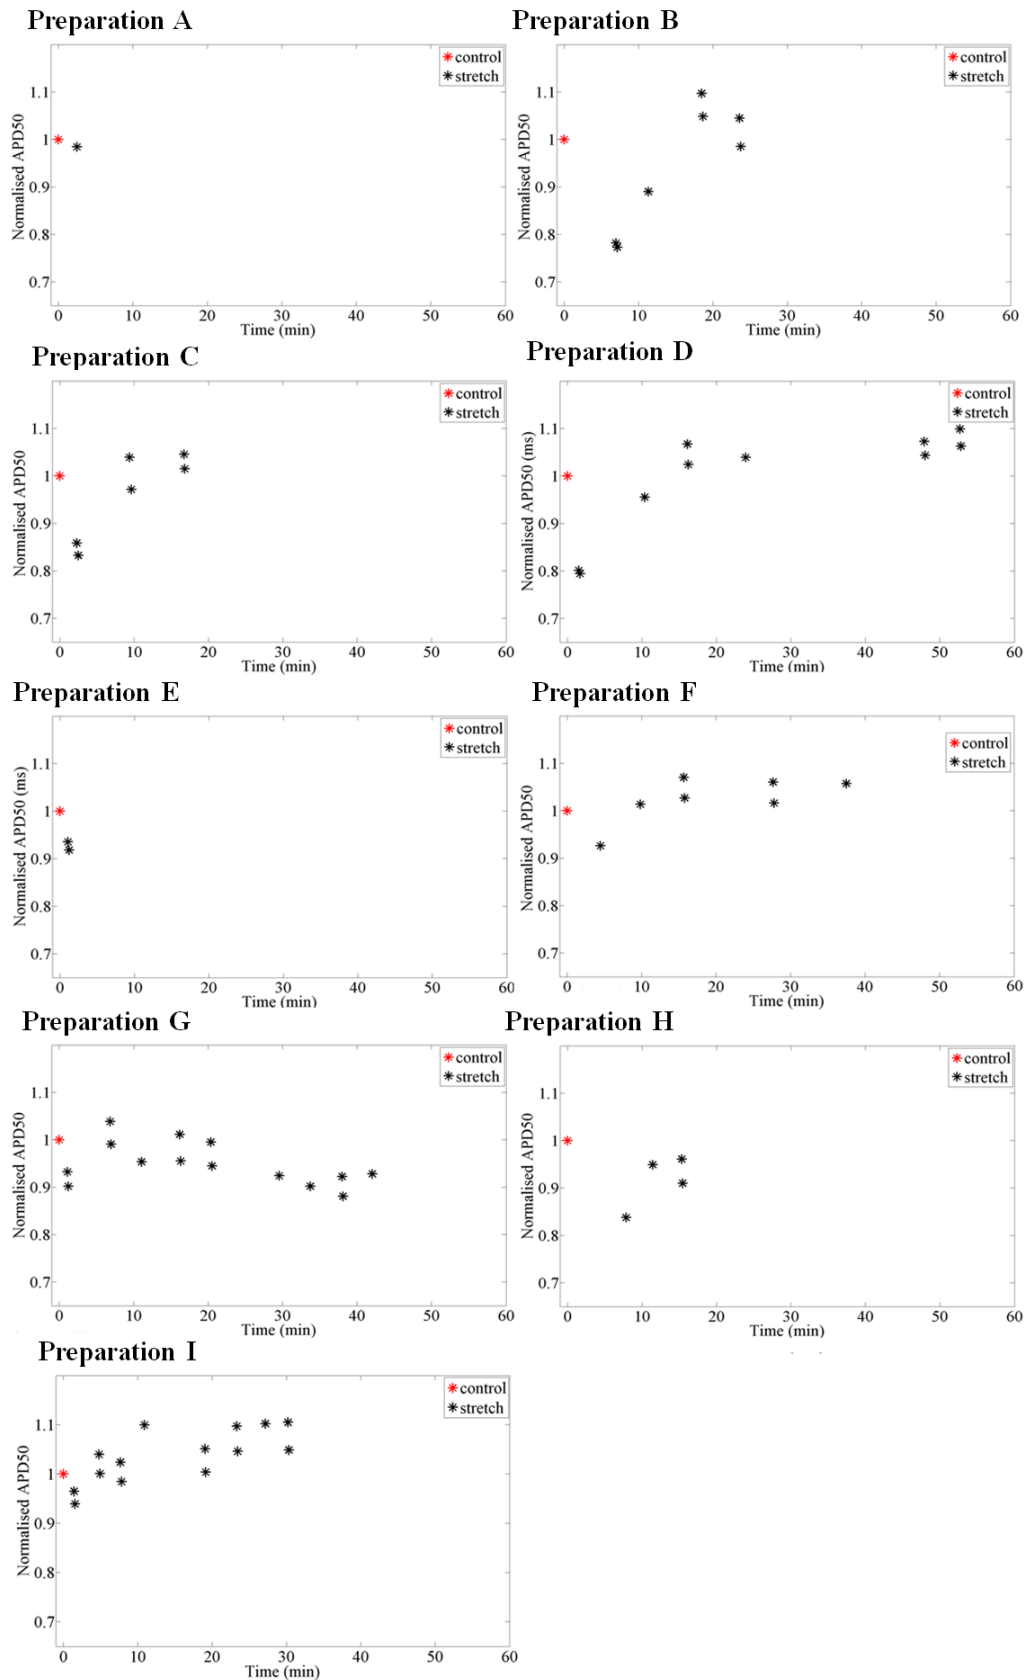 Preparation A
control
stretch
1.1
1
0.9
0.8
0.7
Normalised APD50
0 10 20 30 40 50 60
Time (min)
Preparation B
control
stretch
1.1
1
0.9
0.8
0.7
Normalised APD50
0 10 20 30 40 50 60
Time (min)
Preparation C
control
stretch
1.1
1
0.9
0.8
0.7
Normalised APD50
0 10 20 30 40 50 60
Time (min)
Preparation D
control
stretch
1.1
1
0.9
0.8
0.7
Normalised APD50 (ms)
0 10 20 30 40 50 60
Time (min)
Preparation E
control
stretch
1.1
1
0.9
0.8
0.7
Normalised APD50 (ms)
0 10 20 30 40 50 60
Time (min)
Preparation F
control
stretch
1.1
1
0.9
0.8
0.7
Normalised APD50
0 10 20 30 40 50 60
Time (min)
Preparation G
control
stretch
1.1
1
0.9
0.8
0.7
Normalised APD50
0 10 20 30 40 50 60
Time (min)
Preparation H
control
stretch
1.1
1
0.9
0.8
0.7
Normalised APD50
0 10 20 30 40 50 60
Time (min)
Preparation I
control
stretch
1.1
1
0.9
0.8
0.7
Normalised APD50
0 10 20 30 40 50 60
Time (min)